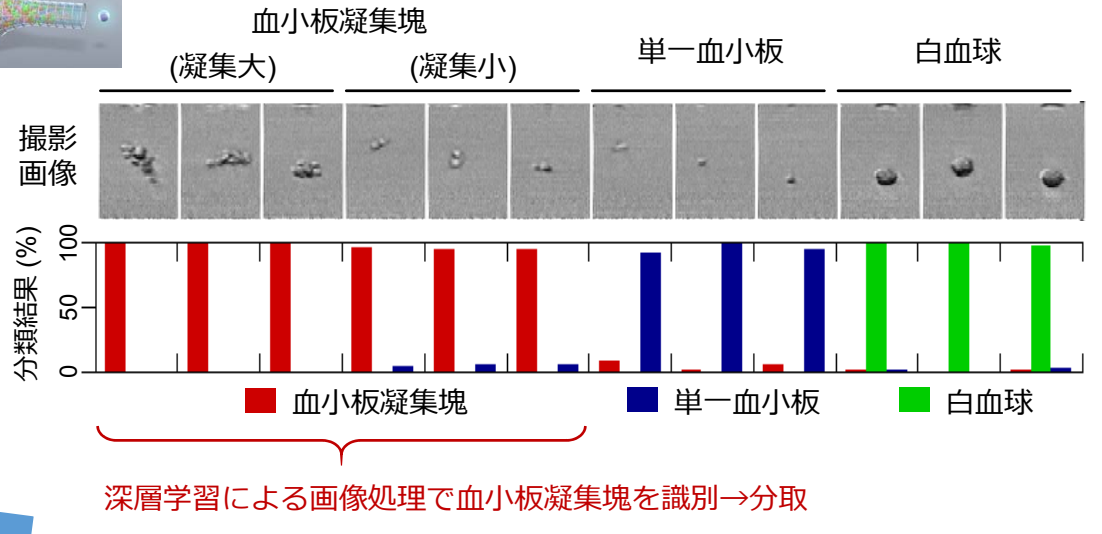 血小板凝集塊
(凝集大)
(凝集小)
単一血小板
白血球
撮影
画像
分類結果 (%)
100
50
0
血小板凝集塊
単一血小板
白血球
深層学習による画像処理で血小板凝集塊を識別→分取